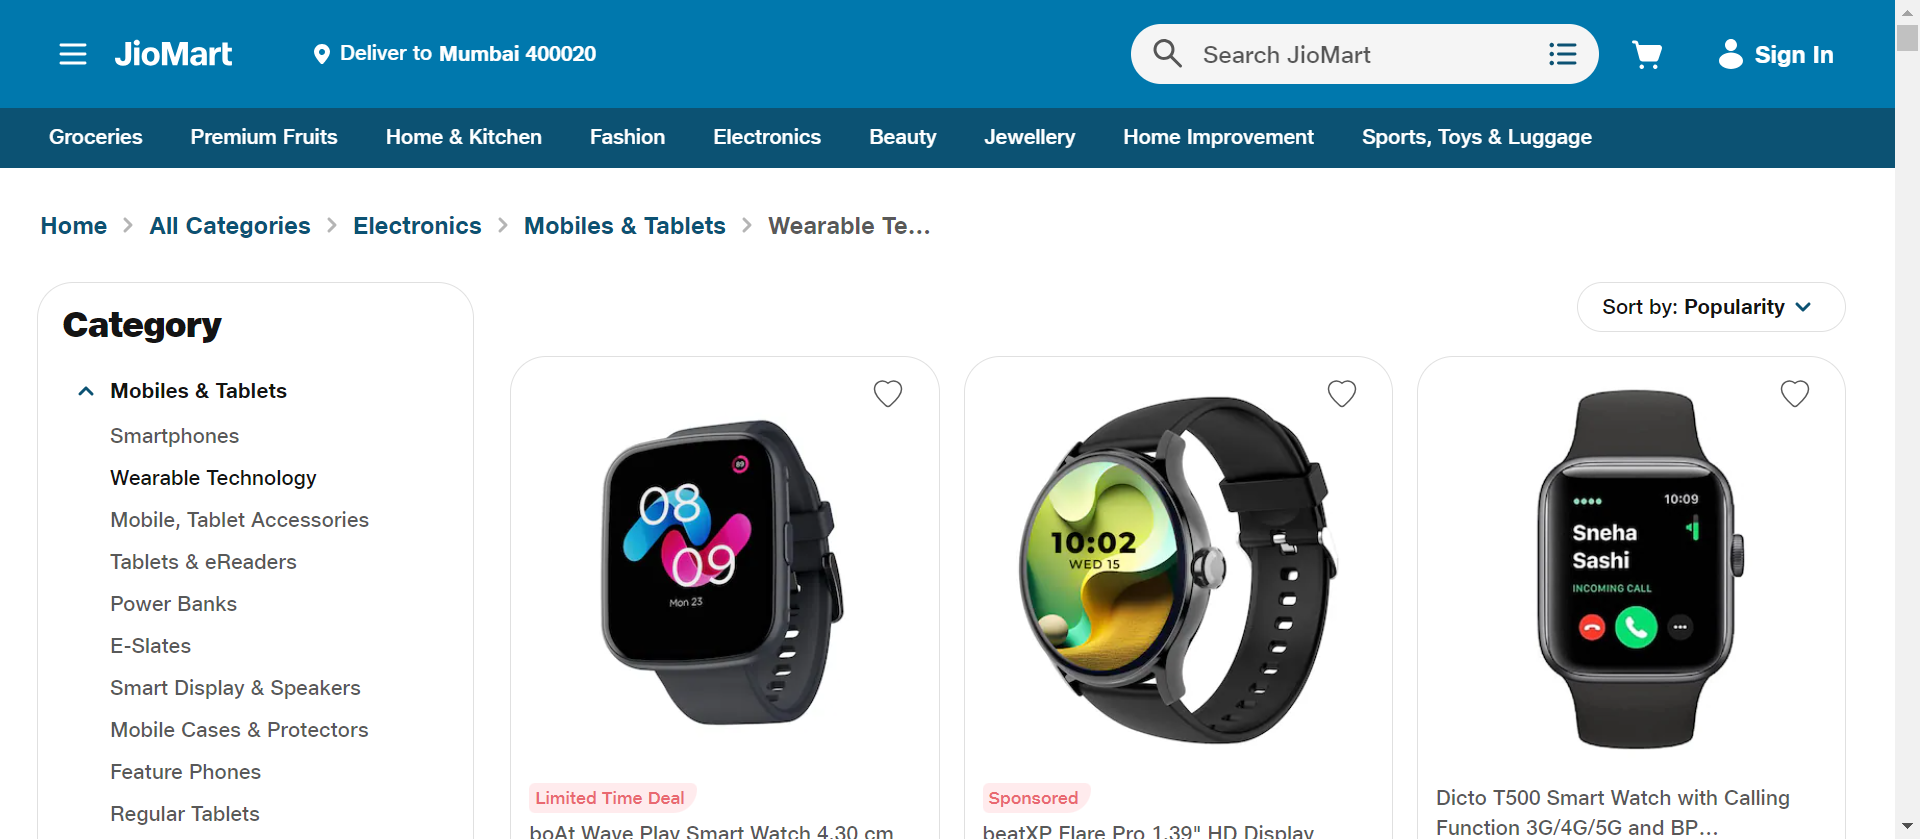 JioMart
Deliver to Mumbai 400020
Search JioMart
Sign In
Groceries
Premium Fruits
Home & Kitchen
Fashion
Electronics
Beauty
Jewellery
Home Improvement
Sports, Toys & Luggage
Home
All Categories
Electronics
Mobiles & Tablets
Wearable Te...
Category
Mobiles & Tablets
Smartphones
Wearable Technology
Mobile, Tablet Accessories
Tablets & eReaders
Power Banks
E-Slates
Smart Display & Speakers
Mobile Cases & Protectors
Feature Phones
Regular Tablets
Sort by: Popularity
89
08
09
Mon 23
Limited Time Deal
boAt Wave Play Smart Watch 4.30 cm
10:02
WED 15
Sponsored
beatXP Flare Pro 1.39" HD Display
10:09
Sneha
Sashi
INCOMING CALL
Dicto T500 Smart Watch with Calling
Function 3G/4G/5G and BP...